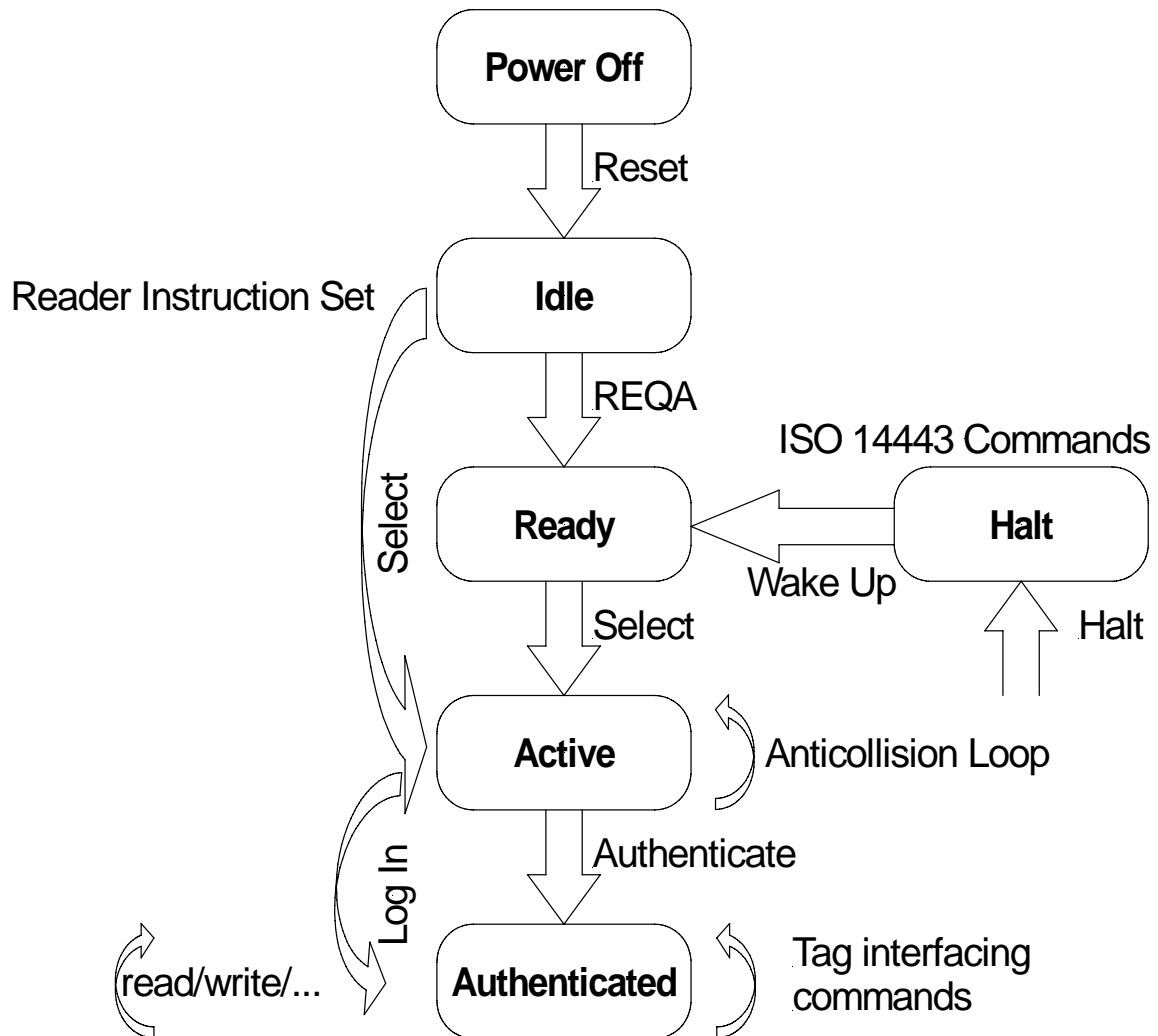 Power Off
Reset
Reader Instruction Set
Idle
REQA
ISO 14443 Commands
Select
Ready
Halt
Wake Up
Select
Halt
Active
Anticollision Loop
Log In
Authenticate
read/write/...
Authenticated
Tag interfacing
commands